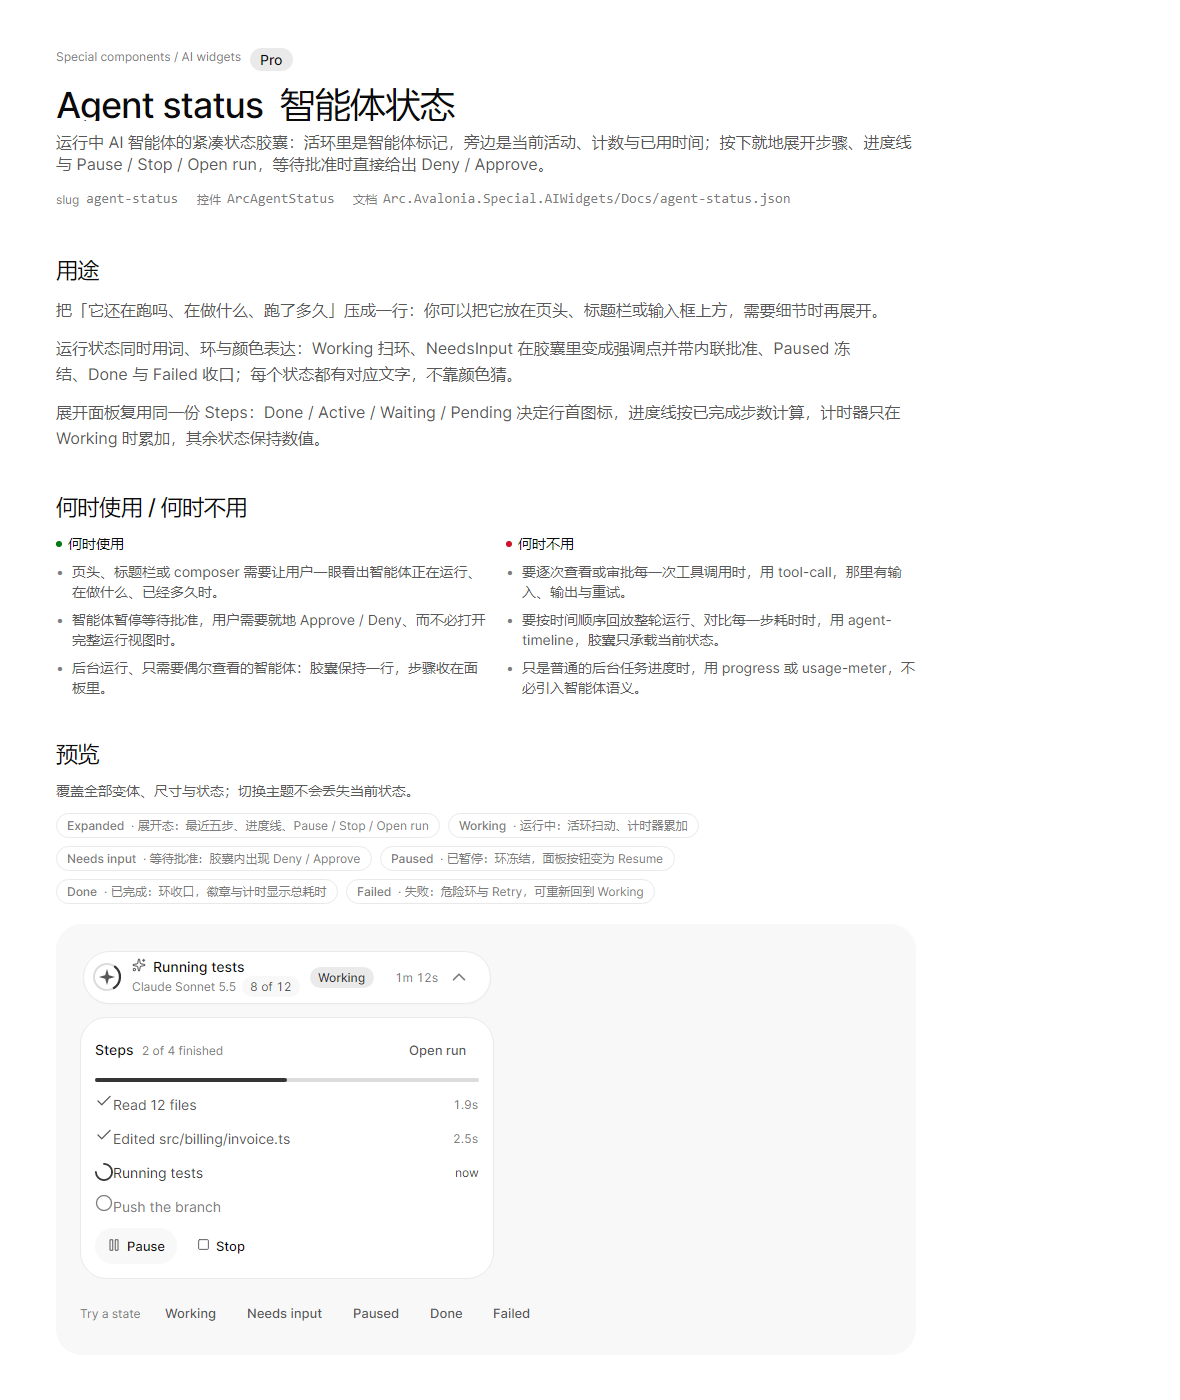 Special components / AI widgets Pro
Agent status 智能体状态
运行中 AI 智能体的紧凑状态胶囊：活环里是智能体标记，旁边是当前活动、计数与已用时间；按下就地展开步骤、进度线
与 Pause / Stop / Open run，等待批准时直接给出 Deny / Approve。
slug agent-status 控件 ArcAgentStatus 文档 Arc.Avalonia.Special.AIWidgets/Docs/agent-status.json
用途
把「它还在跑吗、在做什么、跑了多久」压成一行：你可以把它放在页头、标题栏或输入框上方，需要细节时再展开。
运行状态同时用词、环与颜色表达：Working 扫环、NeedsInput 在胶囊里变成强调点并带内联批准、Paused 冻
结、Done 与 Failed 收口；每个状态都有对应文字，不靠颜色猜。
展开面板复用同一份 Steps：Done / Active / Waiting / Pending 决定行首图标，进度线按已完成步数计算，计时器只在
Working 时累加，其余状态保持数值。
何时使用 / 何时不用
何时使用
页头、标题栏或 composer 需要让用户一眼看出智能体正在运行、
在做什么、已经多久时。
智能体暂停等待批准，用户需要就地 Approve / Deny、而不必打开
完整运行视图时。
后台运行、只需要偶尔查看的智能体：胶囊保持一行，步骤收在面
板里。
何时不用
要逐次查看或审批每一次工具调用时，用 tool-call，那里有输
入、输出与重试。
要按时间顺序回放整轮运行、对比每一步耗时时，用 agent-
timeline，胶囊只承载当前状态。
只是普通的后台任务进度时，用 progress 或 usage-meter，不
必引入智能体语义。
预览
覆盖全部变体、尺寸与状态；切换主题不会丢失当前状态。
Expanded · 展开态：最近五步、进度线、Pause / Stop / Open run
Working · 运行中：活环扫动、计时器累加
Needs input · 等待批准：胶囊内出现 Deny / Approve
Paused · 已暂停：环冻结，面板按钮变为 Resume
Done · 已完成：环收口，徽章与计时显示总耗时
Failed · 失败：危险环与 Retry，可重新回到 Working
Running tests
Claude Sonnet 5.5 8 of 12
Working 1m 12s
Steps 2 of 4 finished Open run
Read 12 files 1.9s
Edited src/billing/invoice.ts 2.5s
Running tests now
Push the branch
Pause Stop
Try a state Working Needs input Paused Done Failed